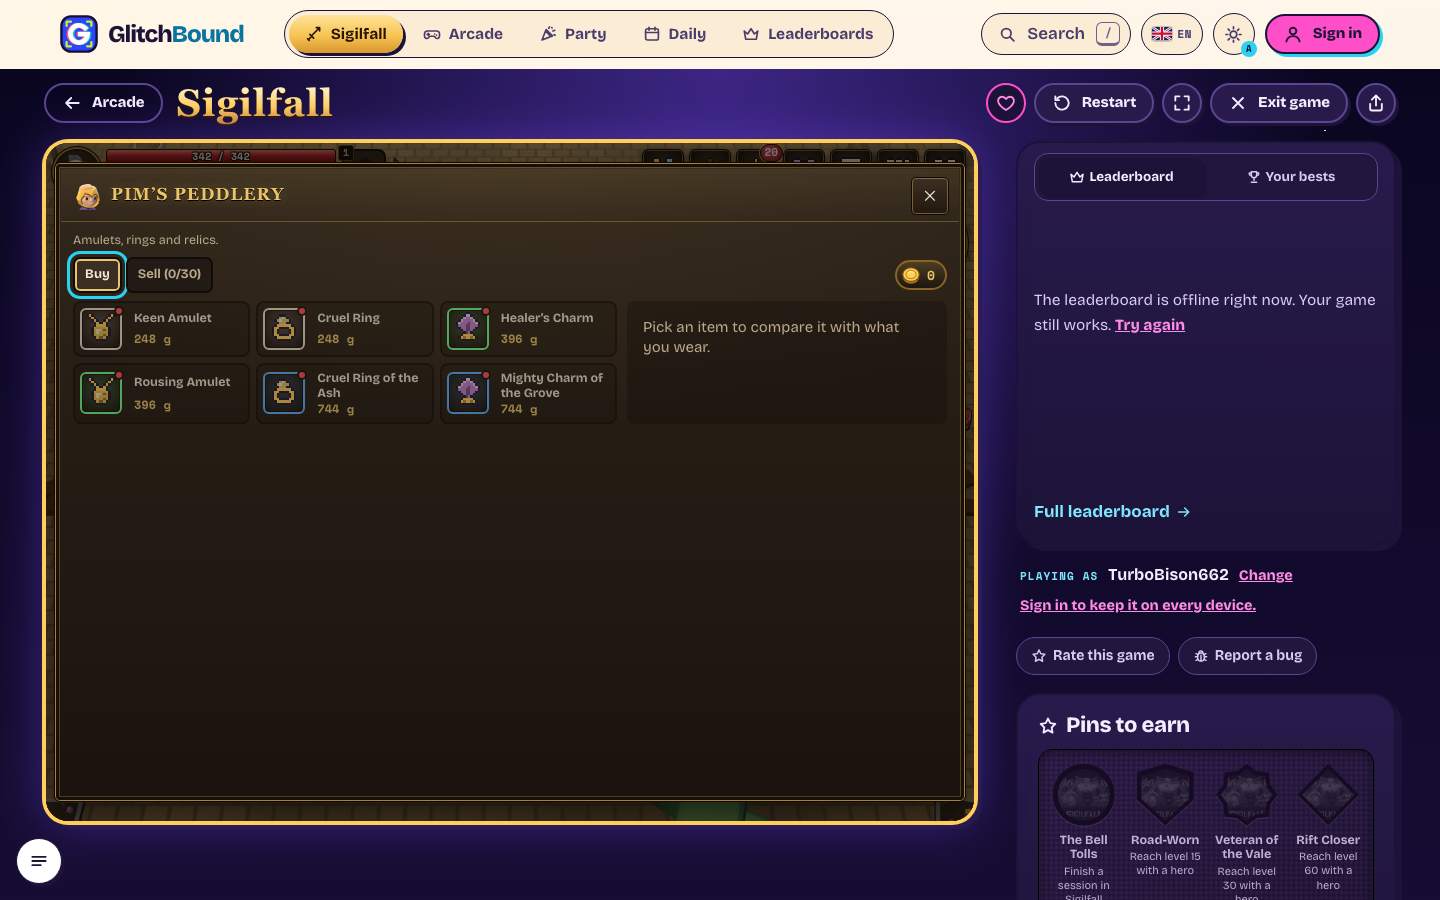 GlitchBound
Sigilfall
Arcade
Party
Daily
Leaderboards
Search /
EN
A
Sign in
Arcade
Sigilfall
Restart
Exit game
342 / 342
1
20
PIM'S PEDDLERY
Amulets, rings and relics.
Buy
Sell (0/30)
0
Keen Amulet
248 g
Cruel Ring
248 g
Healer's Charm
396 g
Rousing Amulet
396 g
Cruel Ring of the
Ash
744 g
Mighty Charm of
the Grove
744 g
Pick an item to compare it with what
you wear.
Leaderboard
Your bests
The leaderboard is offline right now. Your game
still works. Try again
Full leaderboard →
PLAYING AS TurboBison662 Change
Sign in to keep it on every device.
Rate this game
Report a bug
Pins to earn
The Bell
Tolls
Finish a
session in
Sigilfall
Road-Worn
Reach level 15
with a hero
Veteran of
the Vale
Reach level
30 with a
hero
Rift Closer
Reach level
60 with a
hero